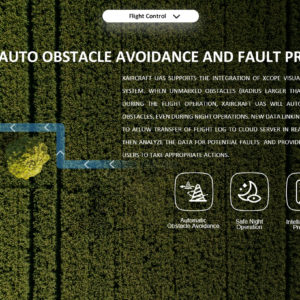 Flight Control
AUTO OBSTACLE AVOIDANCE AND FAULT PR
XAIRCRAFT UAS SUPPORTS THE INTEGRATION OF XCOPE VISUA
SYSTEM. WHEN UNMARKED OBSTACLES (RADIUS LARGER THA
DURING THE FLIGHT OPERATION, XAIRCRAFT UAS WILL AUTO
OBSTACLES, EVEN DURING NIGHT OPERATIONS. NEW DATA LINKIN
TO ALLOW TRANSFER OF FLIGHT LOG TO CLOUD SERVER IN REA
THEN ANALYZE THE DATA FOR POTENTIAL FAULTS AND PROVID
USERS TO TAKE APPROPRIATE ACTIONS.
Automatic
Obstacle Avoidance
Safe Night
Operation
Intelli
Pr